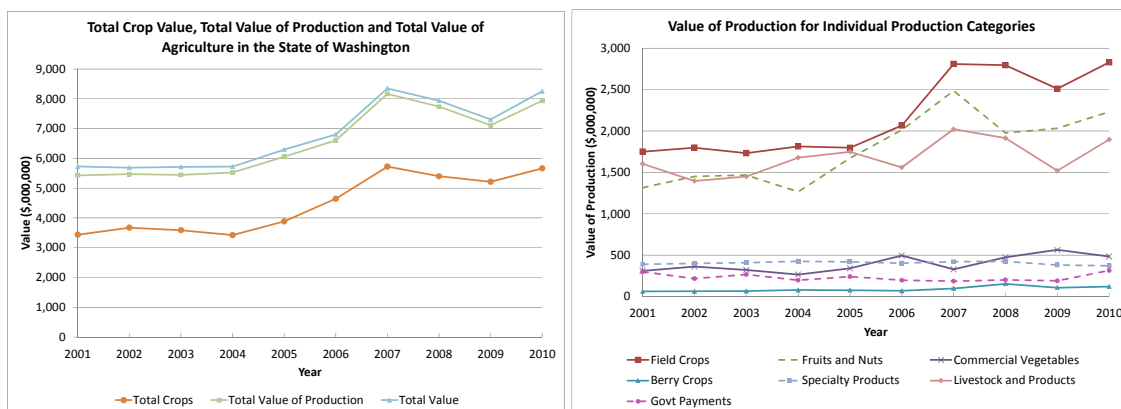 Total Crop Value, Total Value of Production and Total Value of
Agriculture in the State of Washington
9,000
8,000
7,000
6,000
5,000
4,000
3,000
2,000
1,000
0
Value ($,000,000)
2001 2002 2003 2004 2005 2006 2007 2008 2009 2010
Year
Total Crops Total Value of Production Total Value
Value of Production for Individual Production Categories
3,000
2,500
2,000
1,500
1,000
500
0
Value of Production ($,000,000)
2001 2002 2003 2004 2005 2006 2007 2008 2009 2010
Year
Field Crops Fruits and Nuts Commercial Vegetables
Berry Crops Specialty Products Livestock and Products
Govt Payments